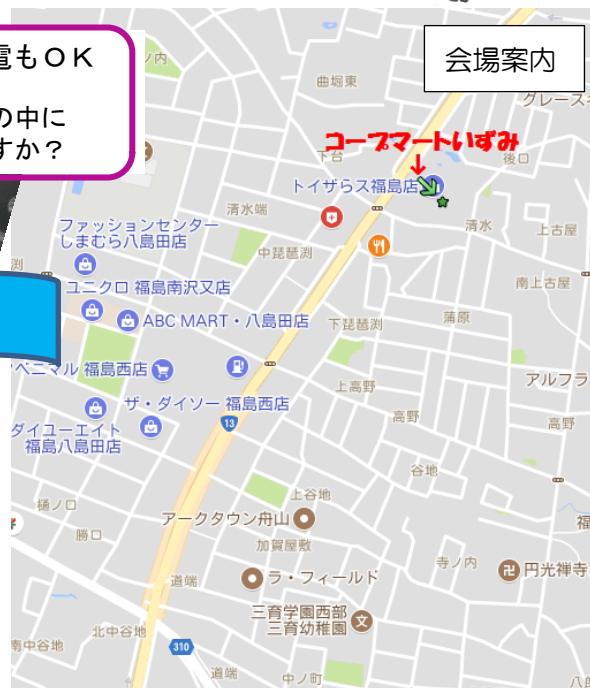 電もＯＫ
の中に
すか？
会場案内
ノ内
曲堀東
グレース
コープマートいずみ
↓
下台
後口
トイザらス福島店
清水端
清水
上古屋
ファッションセンター
しまむら八島田店
中琵琶渕
渕
南上古屋
ユニクロ 福島南沢又店
ABC MART・八島田店
下琵琶渕
蒲原
ベニマル 福島西店
アルフラ
上高野
ザ・ダイソー 福島西店
高野
高野
13
ダイユーエイト
福島八島田店
谷地
樋ノ口
上谷地
アークタウン舟山
福
勝口
加賀屋敷
寺ノ内
円光禅寺
道端
ラ・フィールド
三育学園西部
三育幼稚園
北中谷地
南中谷地
310
道端
中ノ町
八島